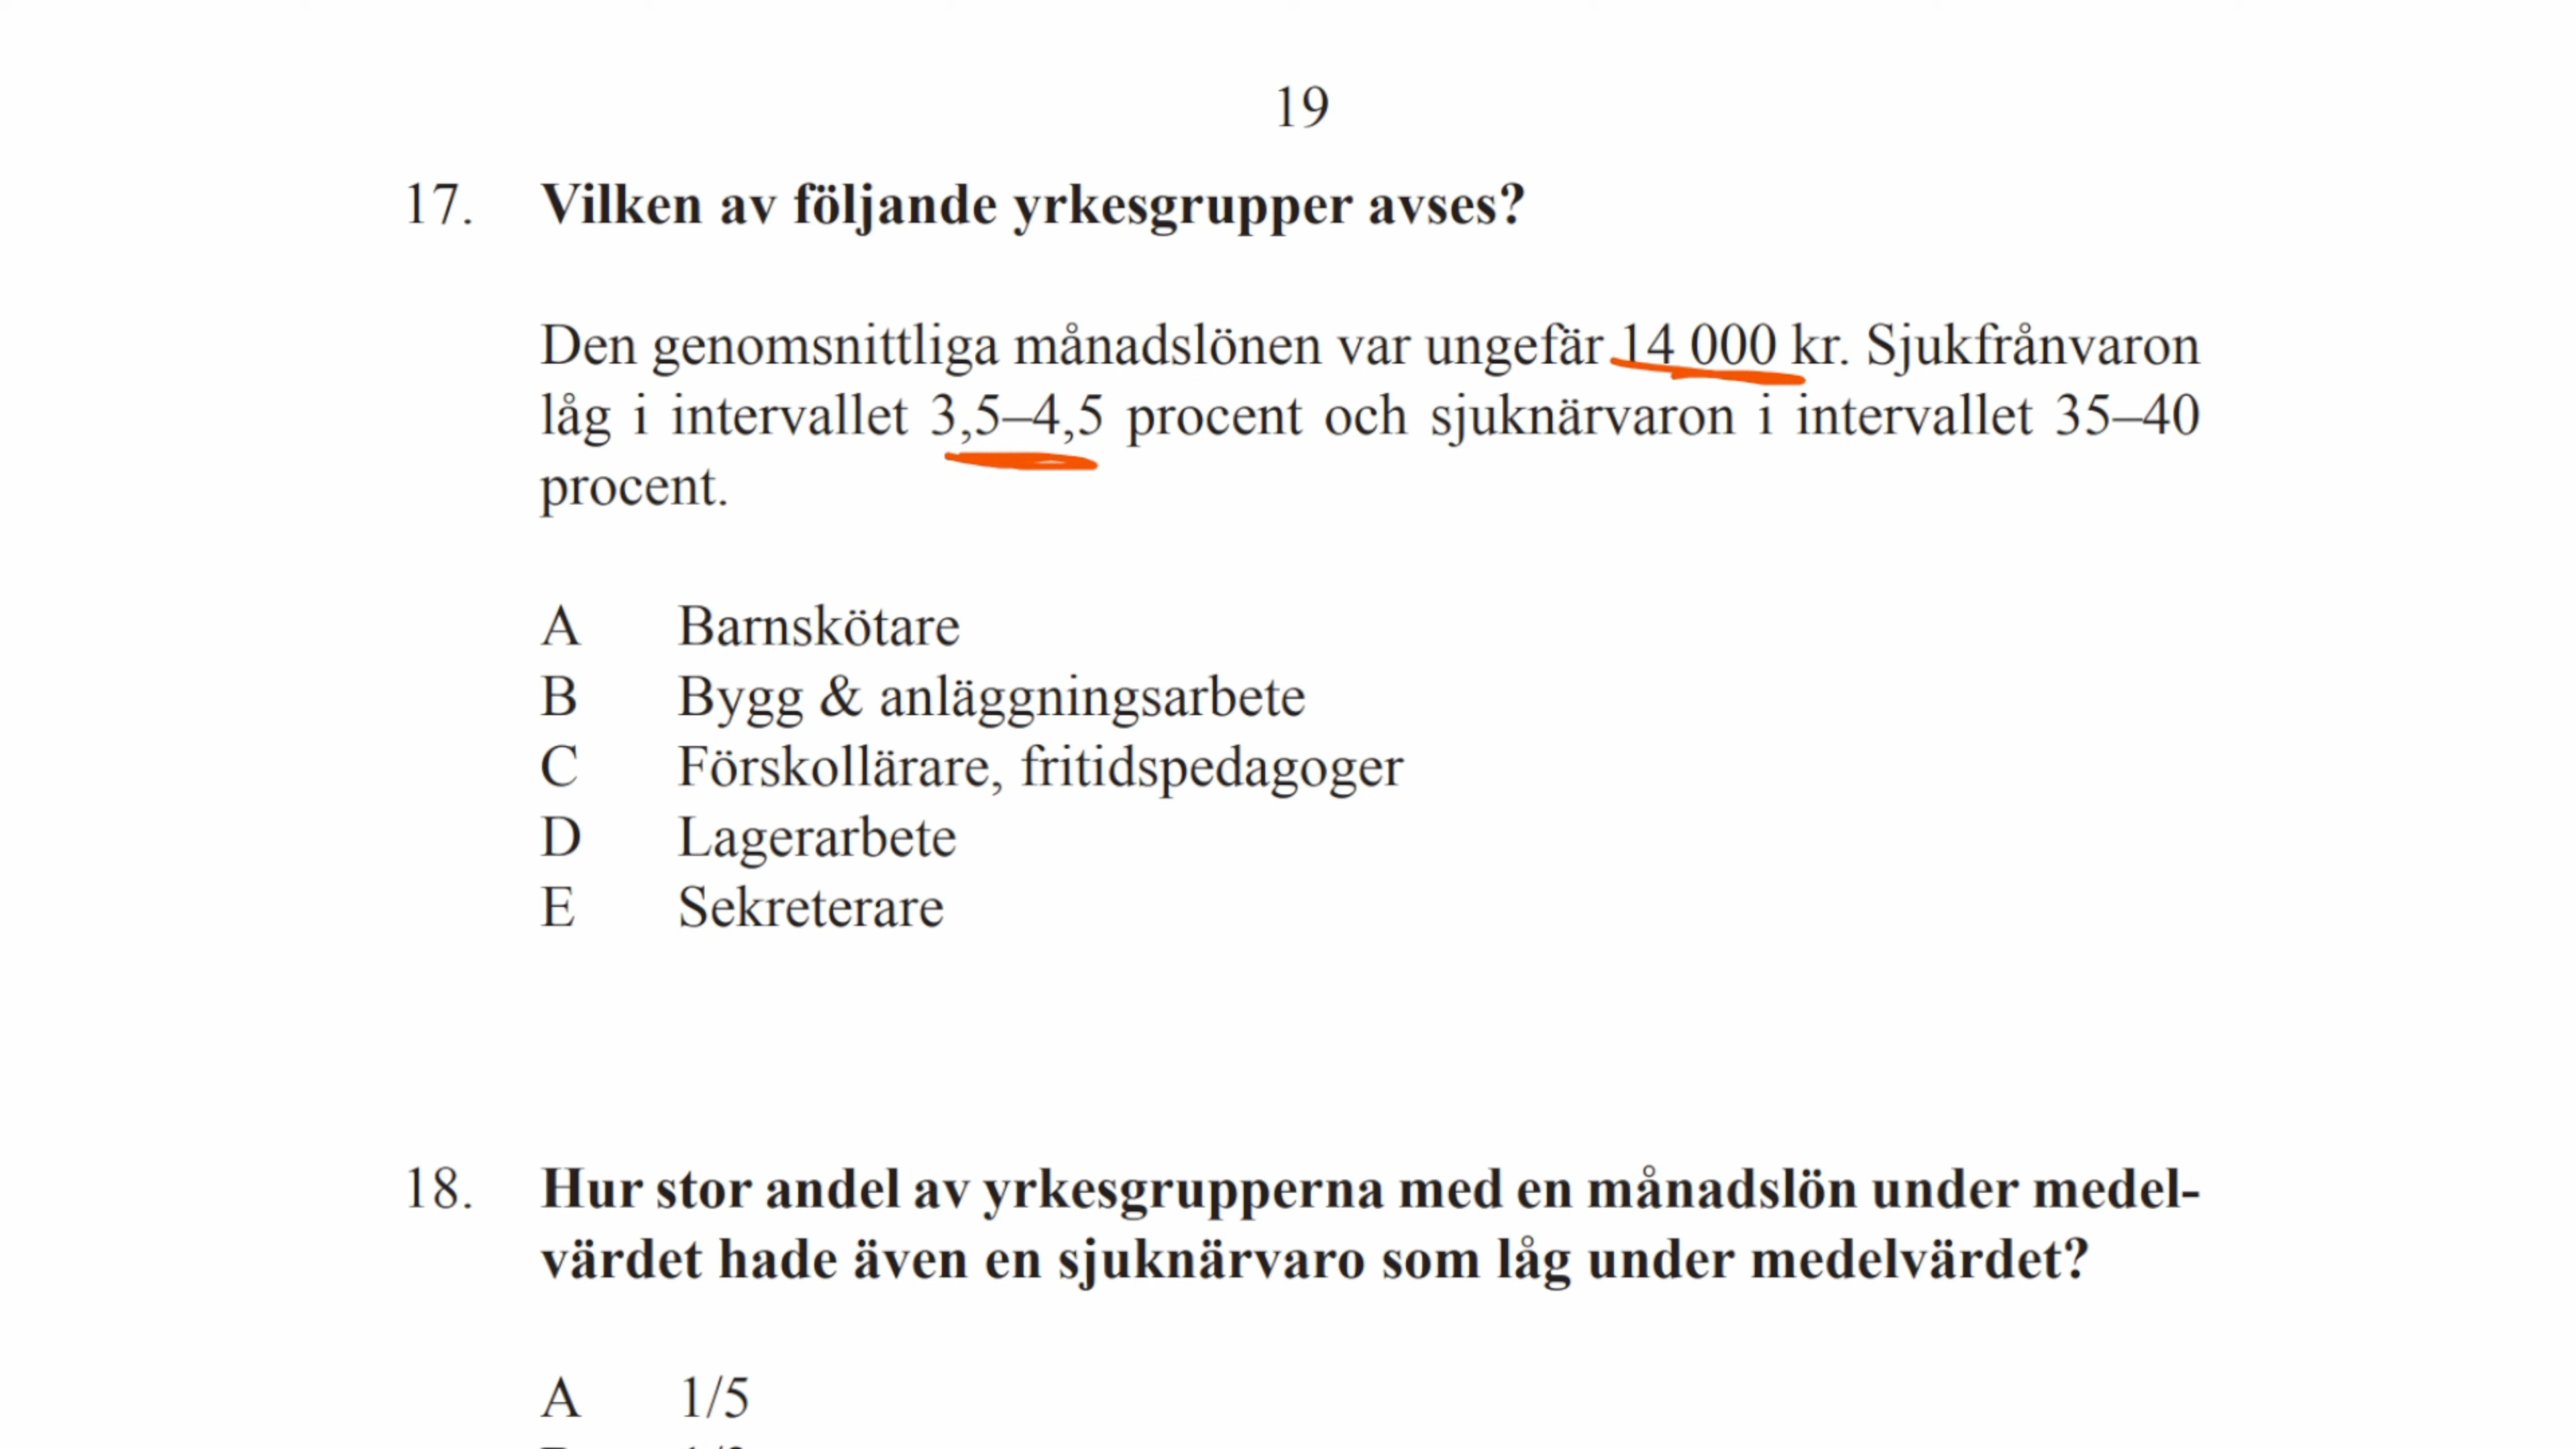 19
17. Vilken av följande yrkesgrupper avses?
Den genomsnittliga månadslönen var ungefär 14 000 kr. Sjukfrånvaron
låg i intervallet 3,5–4,5 procent och sjuknärvaron i intervallet 35–40
procent.
A Barnskötare
B Bygg & anläggningsarbete
C Förskollärare, fritidspedagoger
D Lagerarbete
E Sekreterare
18. Hur stor andel av yrkesgrupperna med en månadslön under medel-
värdet hade även en sjuknärvaro som låg under medelvärdet?
A 1/5